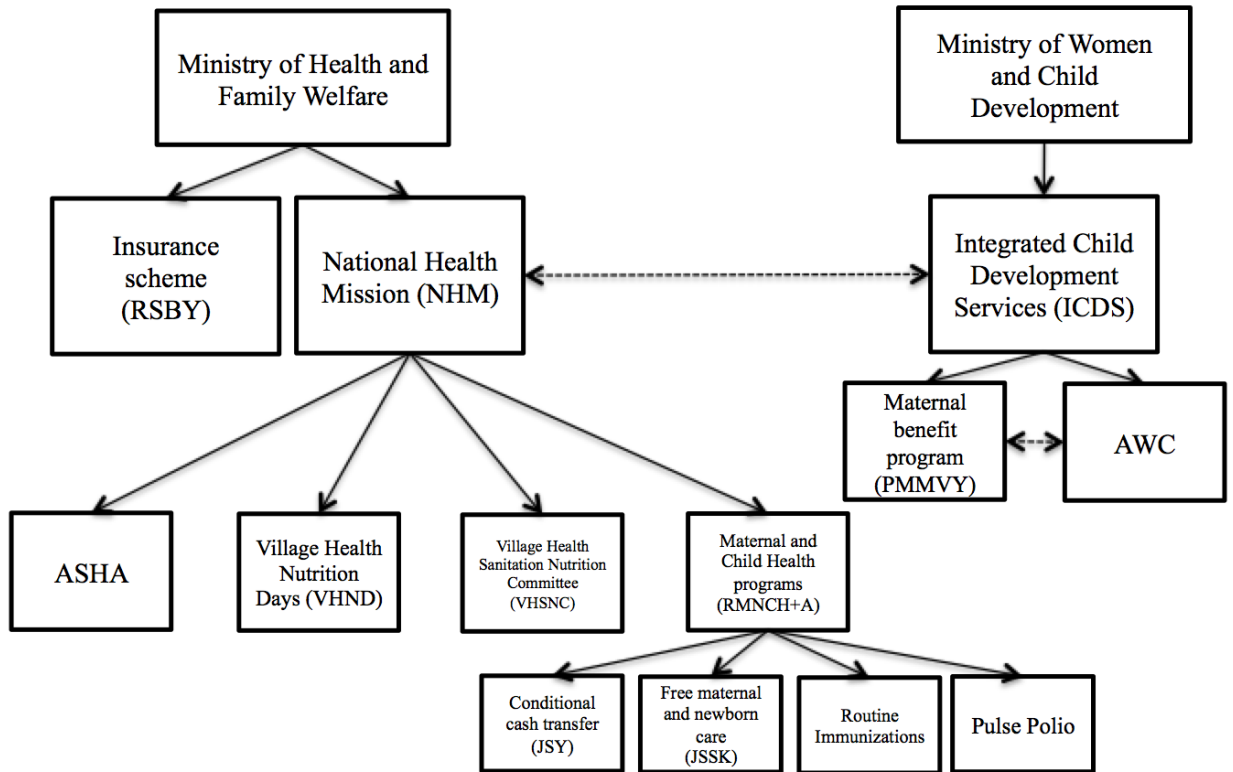 Ministry of Health and
Family Welfare
Ministry of Women
and Child
Development
Insurance
scheme
(RSBY)
National Health
Mission (NHM)
Integrated Child
Development
Services (ICDS)
Maternal
benefit
program
(PMMVY)
AWC
ASHA
Village Health
Nutrition
Days (VHND)
Village Health
Sanitation Nutrition
Committee
(VHSNC)
Maternal and
Child Health
programs
(RMNCH+A)
Conditional
cash transfer
(JSY)
Free maternal
and newborn
care
(JSSK)
Routine
Immunizations
Pulse Polio